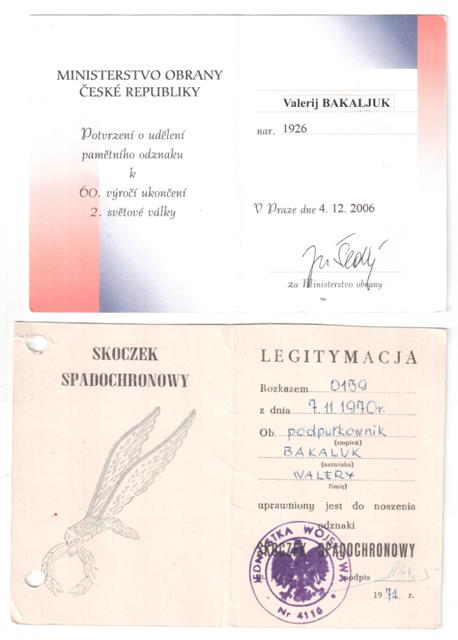 MINISTERSTVO OBRANY
ČESKÉ REPUBLIKY
Potvrzení o udělení
pamětního odznaku
k
60. výročí ukončení
2. světové války
Valerij BAKALJUK
nar. 1926
V Praze dne 4. 12. 2006
za Ministerstvo obrany
SKOCZEK
SPADOCHRONOWY
LEGITYMACJA
Rozkazem 0139
z dnia 7.11.1970r.
Ob. podpułkownik
(stopień)
BAKALUK
(nazwisko)
WALERY
(imię)
uprawniony jest do noszenia
odznaki
SKOCZEK SPADOCHRONOWY
podpis
1971 r.
JEDNOSTKA WOJSKOWA
Nr 4116